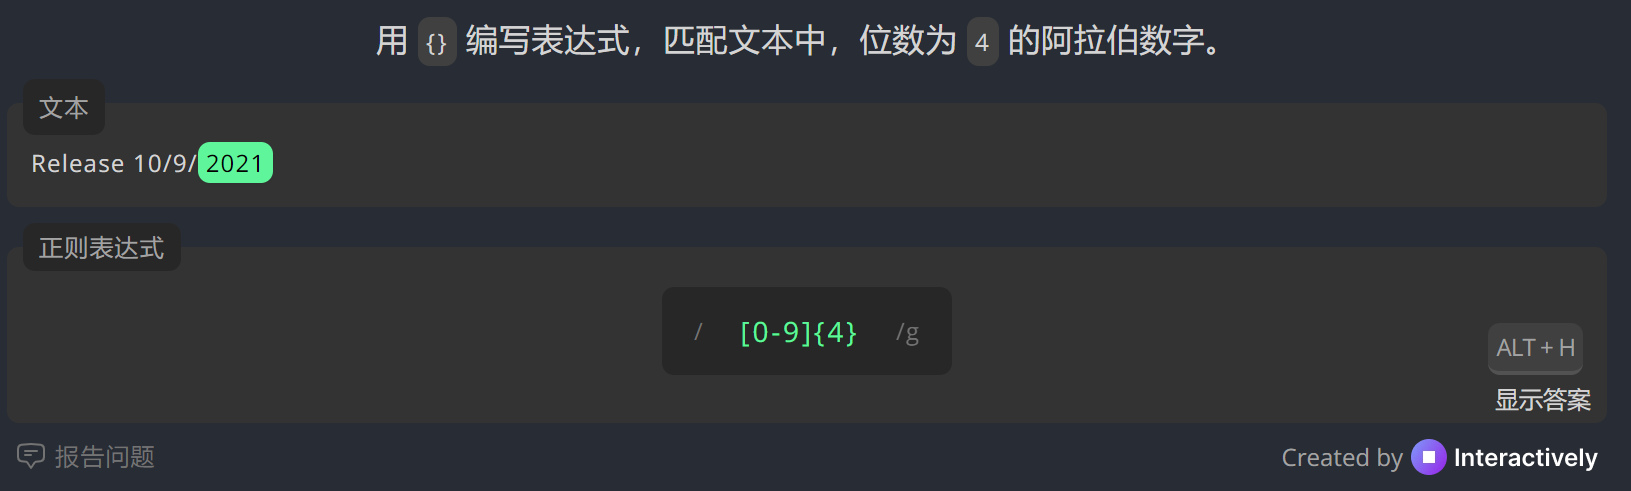 用 {} 编写表达式，匹配文本中，位数为 4 的阿拉伯数字。
文本
Release 10/9/2021
正则表达式
/ [0-9]{4} /g
ALT + H
显示答案
报告问题
Created by Interactively